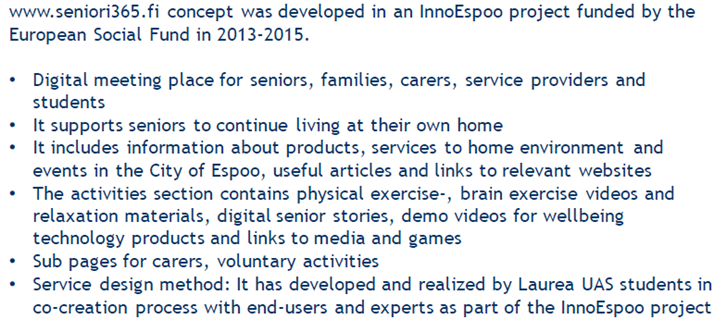 www.seniori365.fi concept was developed in an InnoEspoo project funded by the
European Social Fund in 2013-2015.
• Digital meeting place for seniors, families, carers, service providers and
students
• It supports seniors to continue living at their own home
• It includes information about products, services to home environment and
events in the City of Espoo, useful articles and links to relevant websites
• The activities section contains physical exercise-, brain exercise videos and
relaxation materials, digital senior stories, demo videos for wellbeing
technology products and links to media and games
• Sub pages for carers, voluntary activities
• Service design method: It has developed and realized by Laurea UAS students in
co-creation process with end-users and experts as part of the InnoEspoo project